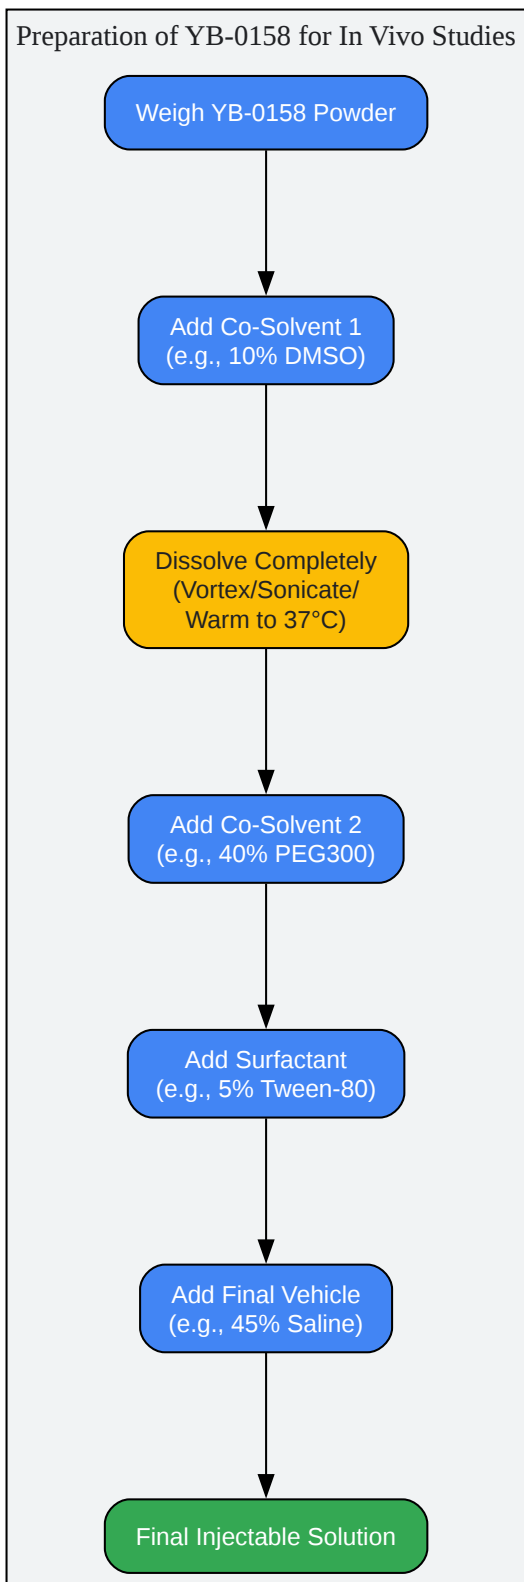 Preparation of YB-0158 for In Vivo Studies
Weigh YB-0158 Powder
Add Co-Solvent 1
(e.g., 10% DMSO)
Dissolve Completely
(Vortex/Sonicate/
Warm to 37°C)
Add Co-Solvent 2
(e.g., 40% PEG300)
Add Surfactant
(e.g., 5% Tween-80)
Add Final Vehicle
(e.g., 45% Saline)
Final Injectable Solution